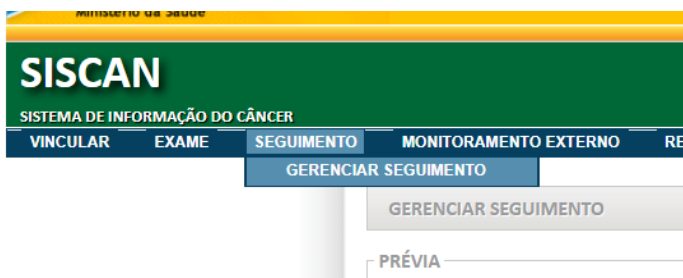 Ministério da Saúde
SISCAN
SISTEMA DE INFORMAÇÃO DO CÂNCER
VINCULAR EXAME SEGUIMENTO MONITORAMENTO EXTERNO RE
GERENCIAR SEGUIMENTO
GERENCIAR SEGUIMENTO
PRÉVIA